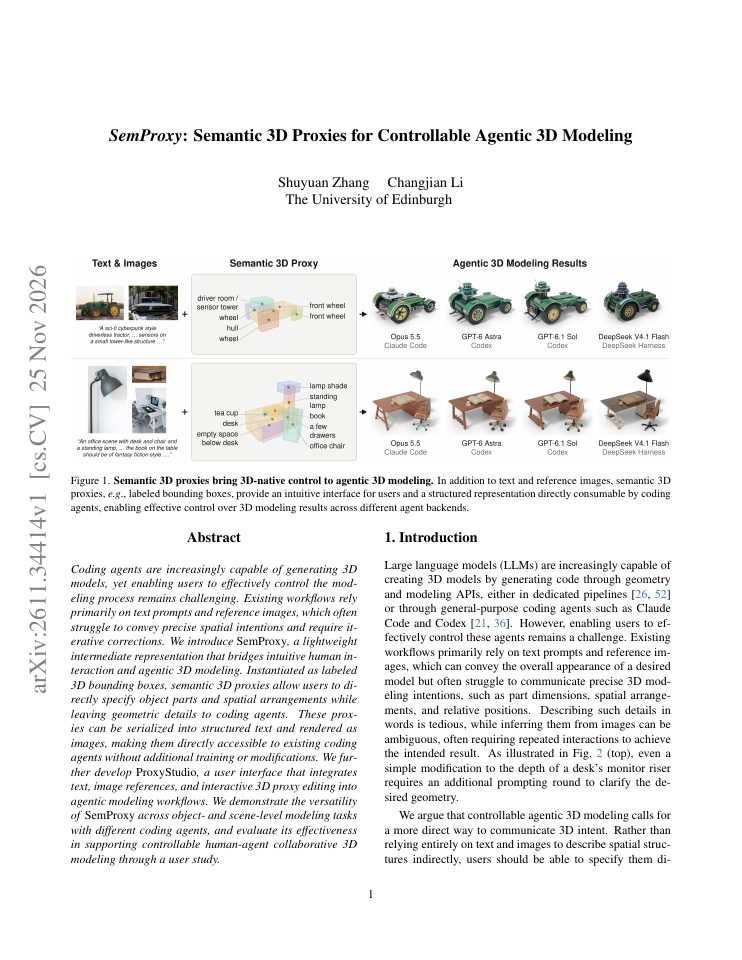 SemProxy: Semantic 3D Proxies for Controllable Agentic 3D Modeling
Shuyuan Zhang Changjian Li
The University of Edinburgh
arXiv:2611.34414v1 [cs.CV] 25 Nov 2026
Text & Images
Semantic 3D Proxy
Agentic 3D Modeling Results
"A sci-fi cyberpunk style
driverless tractor, … sensors on
a small tower-like structure …"
+
driver room /
sensor tower
wheel
hull
wheel
front wheel
front wheel
Opus 5.5
Claude Code
GPT-6 Astra
Codex
GPT-6.1 Sol
Codex
DeepSeek V4.1 Flash
DeepSeek Harness
"An office scene with desk and chair and
a standing lamp, … the book on the table
should be of fantasy fiction style. …"
+
tea cup
desk
empty space
below desk
lamp shade
standing
lamp
book
a few
drawers
office chair
Opus 5.5
Claude Code
GPT-6 Astra
Codex
GPT-6.1 Sol
Codex
DeepSeek V4.1 Flash
DeepSeek Harness
Figure 1. Semantic 3D proxies bring 3D-native control to agentic 3D modeling. In addition to text and reference images, semantic 3D
proxies, e.g., labeled bounding boxes, provide an intuitive interface for users and a structured representation directly consumable by coding
agents, enabling effective control over 3D modeling results across different agent backends.
Abstract
Coding agents are increasingly capable of generating 3D
models, yet enabling users to effectively control the mod-
eling process remains challenging. Existing workflows rely
primarily on text prompts and reference images, which often
struggle to convey precise spatial intentions and require it-
erative corrections. We introduce SemProxy, a lightweight
intermediate representation that bridges intuitive human in-
teraction and agentic 3D modeling. Instantiated as labeled
3D bounding boxes, semantic 3D proxies allow users to di-
rectly specify object parts and spatial arrangements while
leaving geometric details to coding agents. These prox-
ies can be serialized into structured text and rendered as
images, making them directly accessible to existing coding
agents without additional training or modifications. We fur-
ther develop ProxyStudio, a user interface that integrates
text, image references, and interactive 3D proxy editing into
agentic modeling workflows. We demonstrate the versatility
of SemProxy across object- and scene-level modeling tasks
with different coding agents, and evaluate its effectiveness
in supporting controllable human-agent collaborative 3D
modeling through a user study.
1. Introduction
Large language models (LLMs) are increasingly capable of
creating 3D models by generating code through geometry
and modeling APIs, either in dedicated pipelines [26, 52]
or through general-purpose coding agents such as Claude
Code and Codex [21, 36]. However, enabling users to ef-
fectively control these agents remains a challenge. Existing
workflows primarily rely on text prompts and reference im-
ages, which can convey the overall appearance of a desired
model but often struggle to communicate precise 3D mod-
eling intentions, such as part dimensions, spatial arrange-
ments, and relative positions. Describing such details in
words is tedious, while inferring them from images can be
ambiguous, often requiring repeated interactions to achieve
the intended result. As illustrated in Fig. 2 (top), even a
simple modification to the depth of a desk's monitor riser
requires an additional prompting round to clarify the de-
sired geometry.
We argue that controllable agentic 3D modeling calls for
a more direct way to communicate 3D intent. Rather than
relying entirely on text and images to describe spatial struc-
tures indirectly, users should be able to specify them di-
1